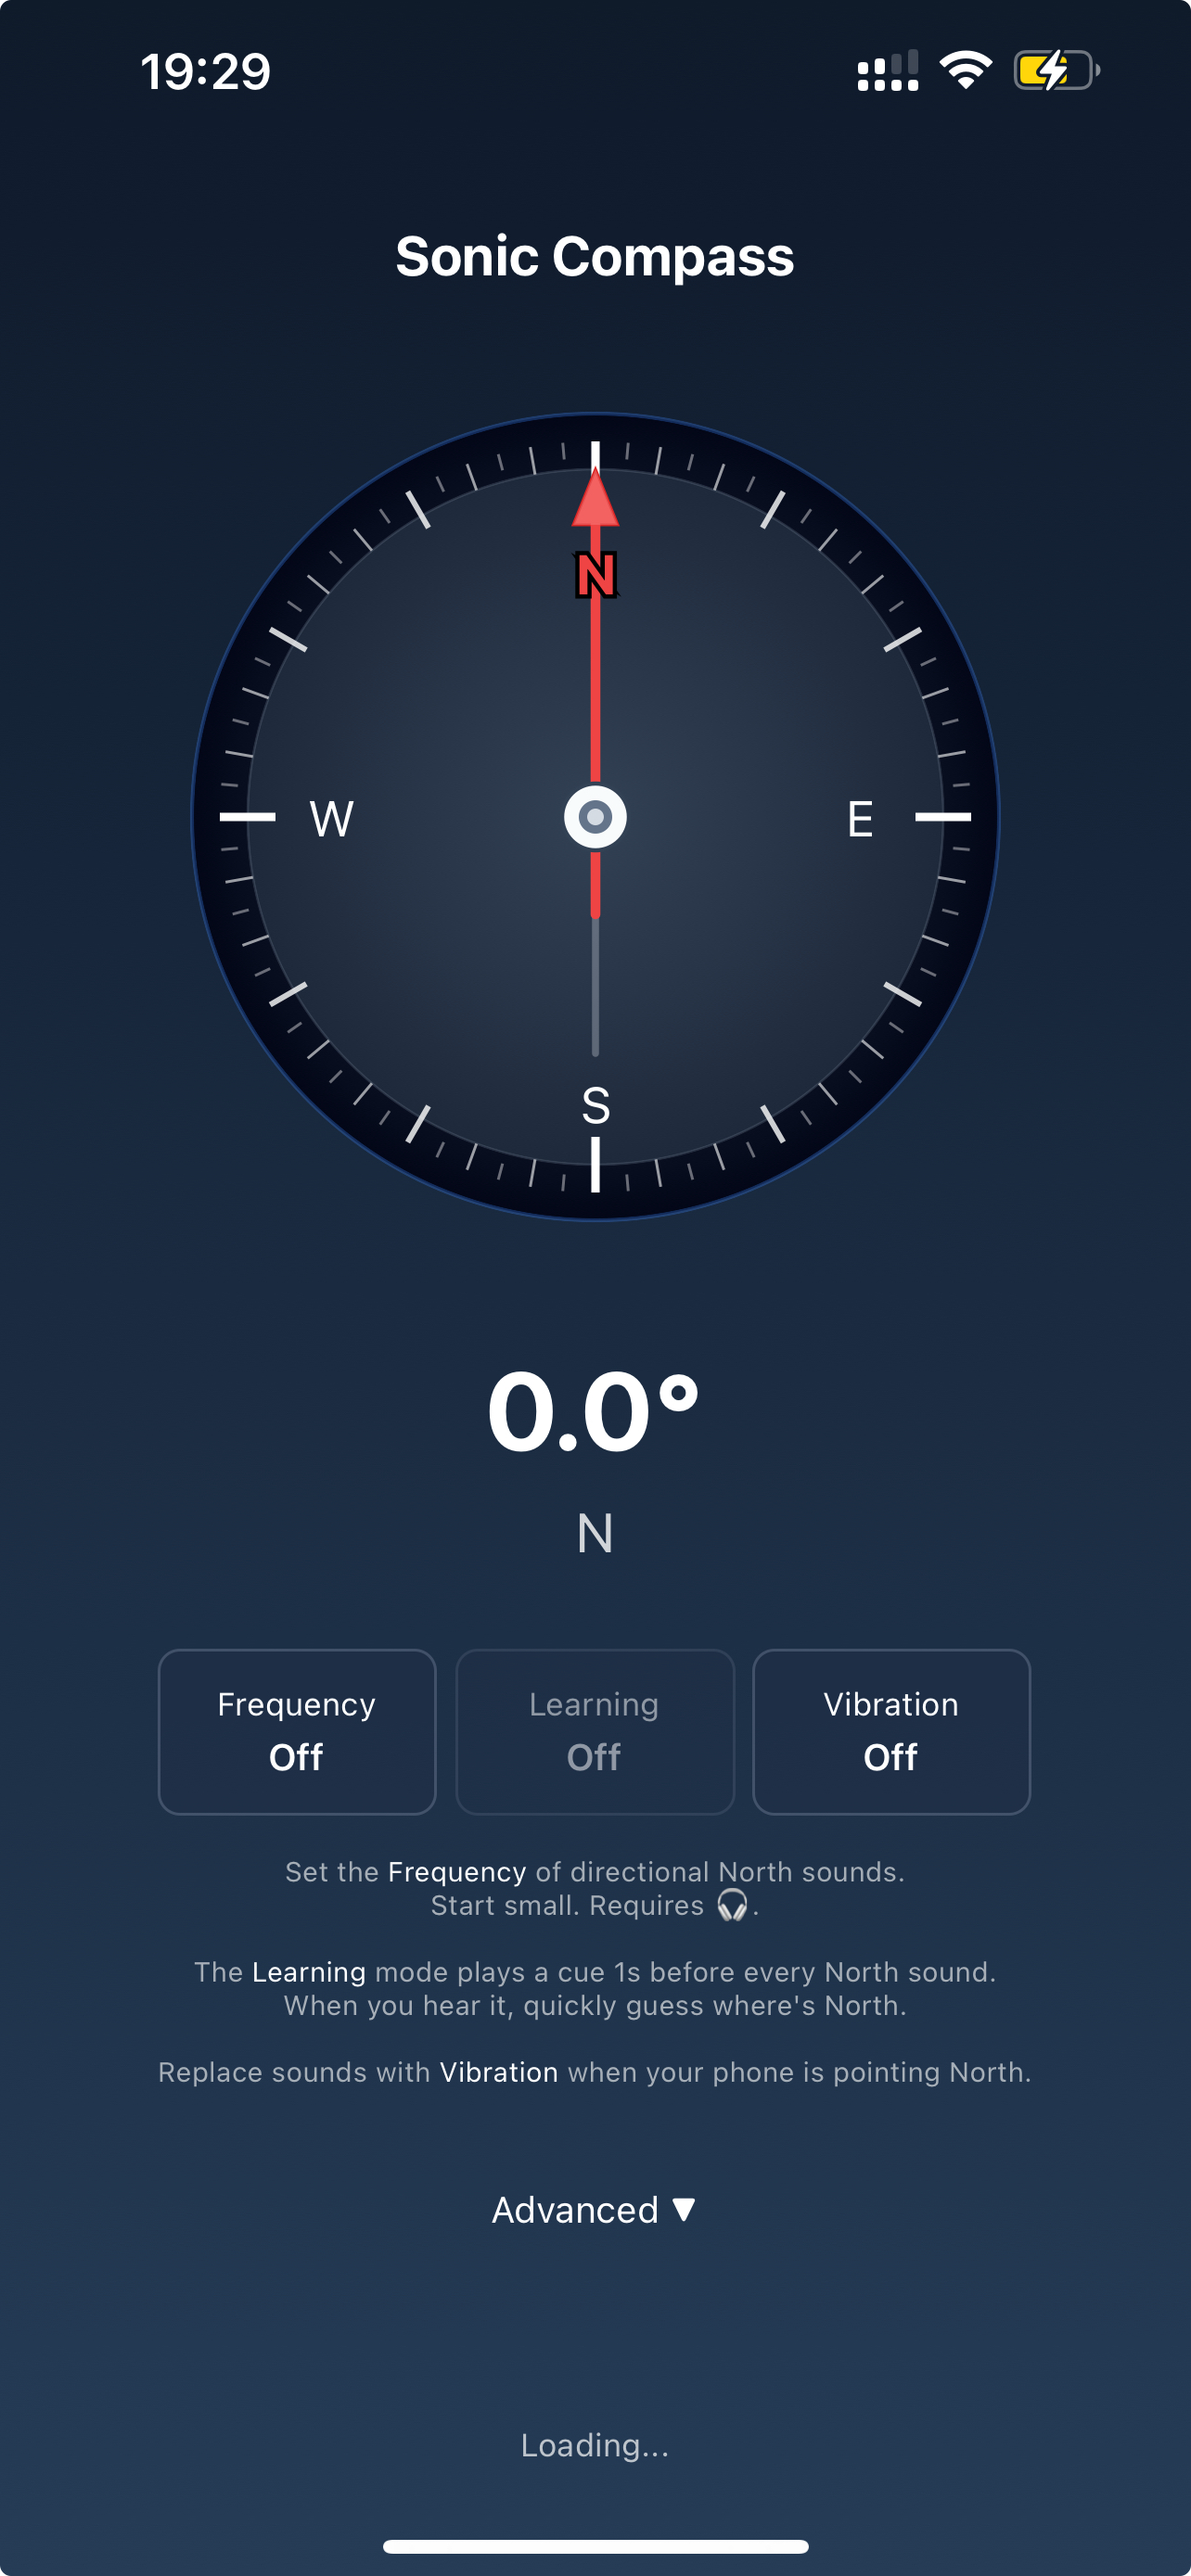 19:29
Sonic Compass
N
W
E
S
0.0°
N
Frequency
Off
Learning
Off
Vibration
Off
Set the Frequency of directional North sounds.
Start small. Requires 🎧.
The Learning mode plays a cue 1s before every North sound.
When you hear it, quickly guess where's North.
Replace sounds with Vibration when your phone is pointing North.
Advanced ▼
Loading...